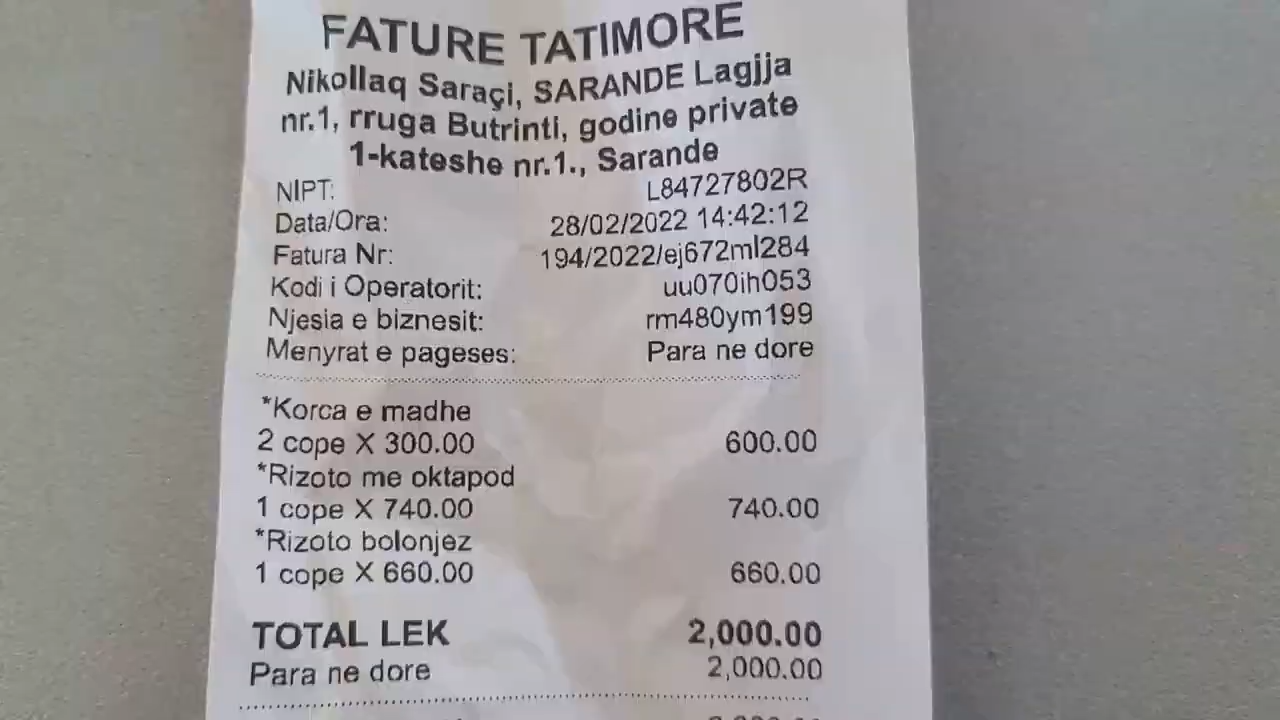 FATURE TATIMORE
Nikollaq Saraçi, SARANDE Lagjja
nr.1, rruga Butrinti, godine private
1-kateshe nr.1., Sarande
NIPT: L84727802R
Data/Ora: 28/02/2022 14:42:12
Fatura Nr: 194/2022/ej672ml284
Kodi i Operatorit: uu070ih053
Njesia e biznesit: rm480ym199
Menyrat e pageses: Para ne dore
*Korca e madhe
2 cope X 300.00 600.00
*Rizoto me oktapod
1 cope X 740.00 740.00
*Rizoto bolonjez
1 cope X 660.00 660.00
TOTAL LEK 2,000.00
Para ne dore 2,000.00